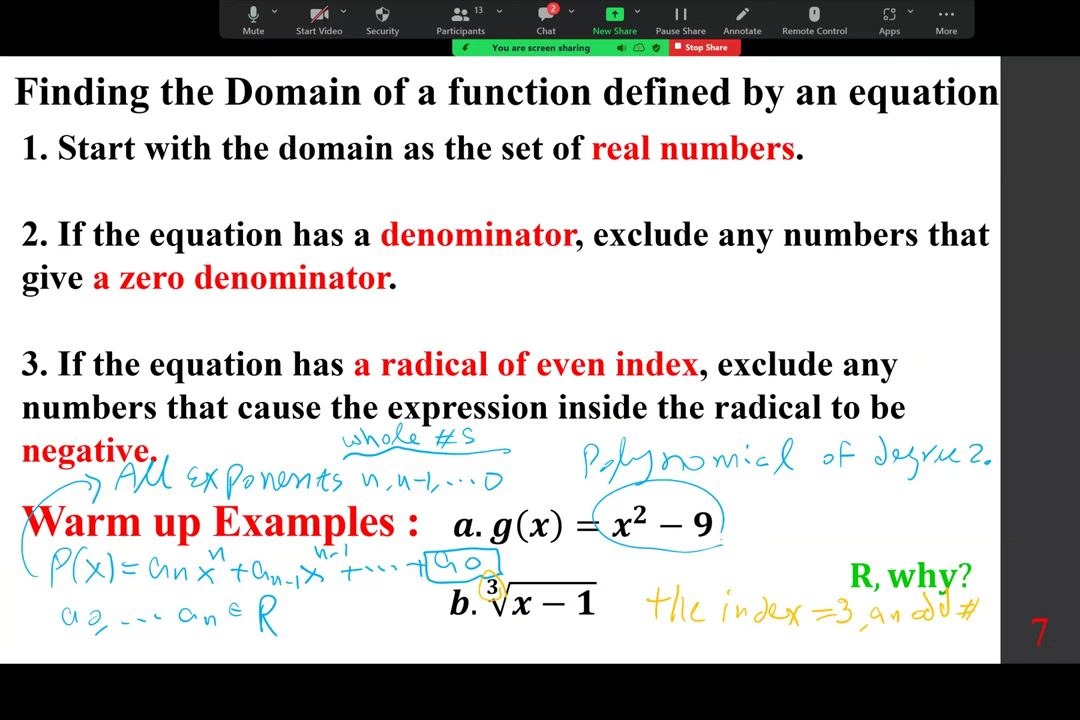 Mute
Start Video
Security
13
Participants
2
Chat
New Share
Pause Share
Annotate
Remote Control
Apps
More
You are screen sharing
Stop Share
Finding the Domain of a function defined by an equation
1. Start with the domain as the set of real numbers.
2. If the equation has a denominator, exclude any numbers that
give a zero denominator.
3. If the equation has a radical of even index, exclude any
numbers that cause the expression inside the radical to be
negative.
whole #s
All exponents n, n-1, ... 0
Polynomial of degree 2.
Warm up Examples : a. g(x) = x² − 9
P(x) = aₙxⁿ + aₙ₋₁xⁿ⁻¹ + ... + a₀
R, why?
b. ∛(x − 1)
the index = 3, an odd #
a₀, ... aₙ ∈ R
7